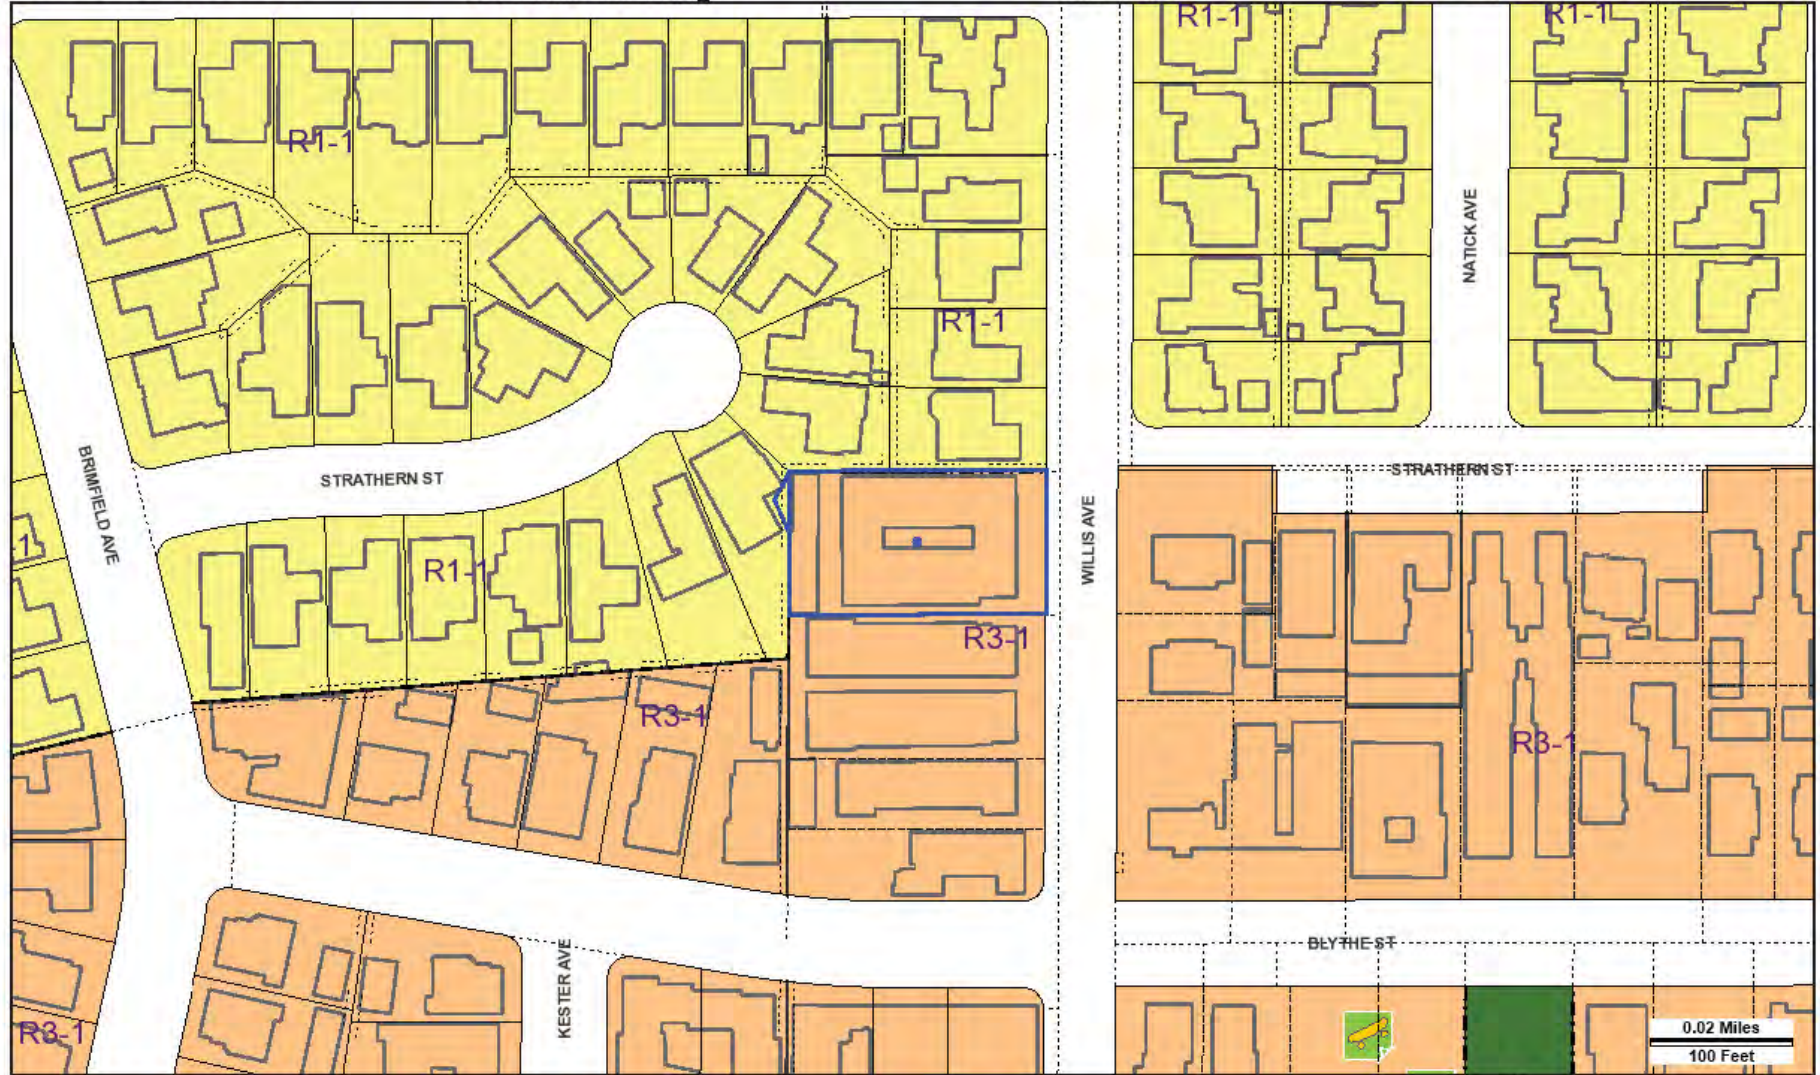 R1-1
R1-1
R1-1
NATICK AVE
R1-1
BRIMFIELD AVE
STRATHERN ST
STRATHERN ST
WILLIS AVE
-1
R1-1
R3-1
R3-1
R3-1
BLYTHE ST
KESTER AVE
R3-1
0.02 Miles
100 Feet